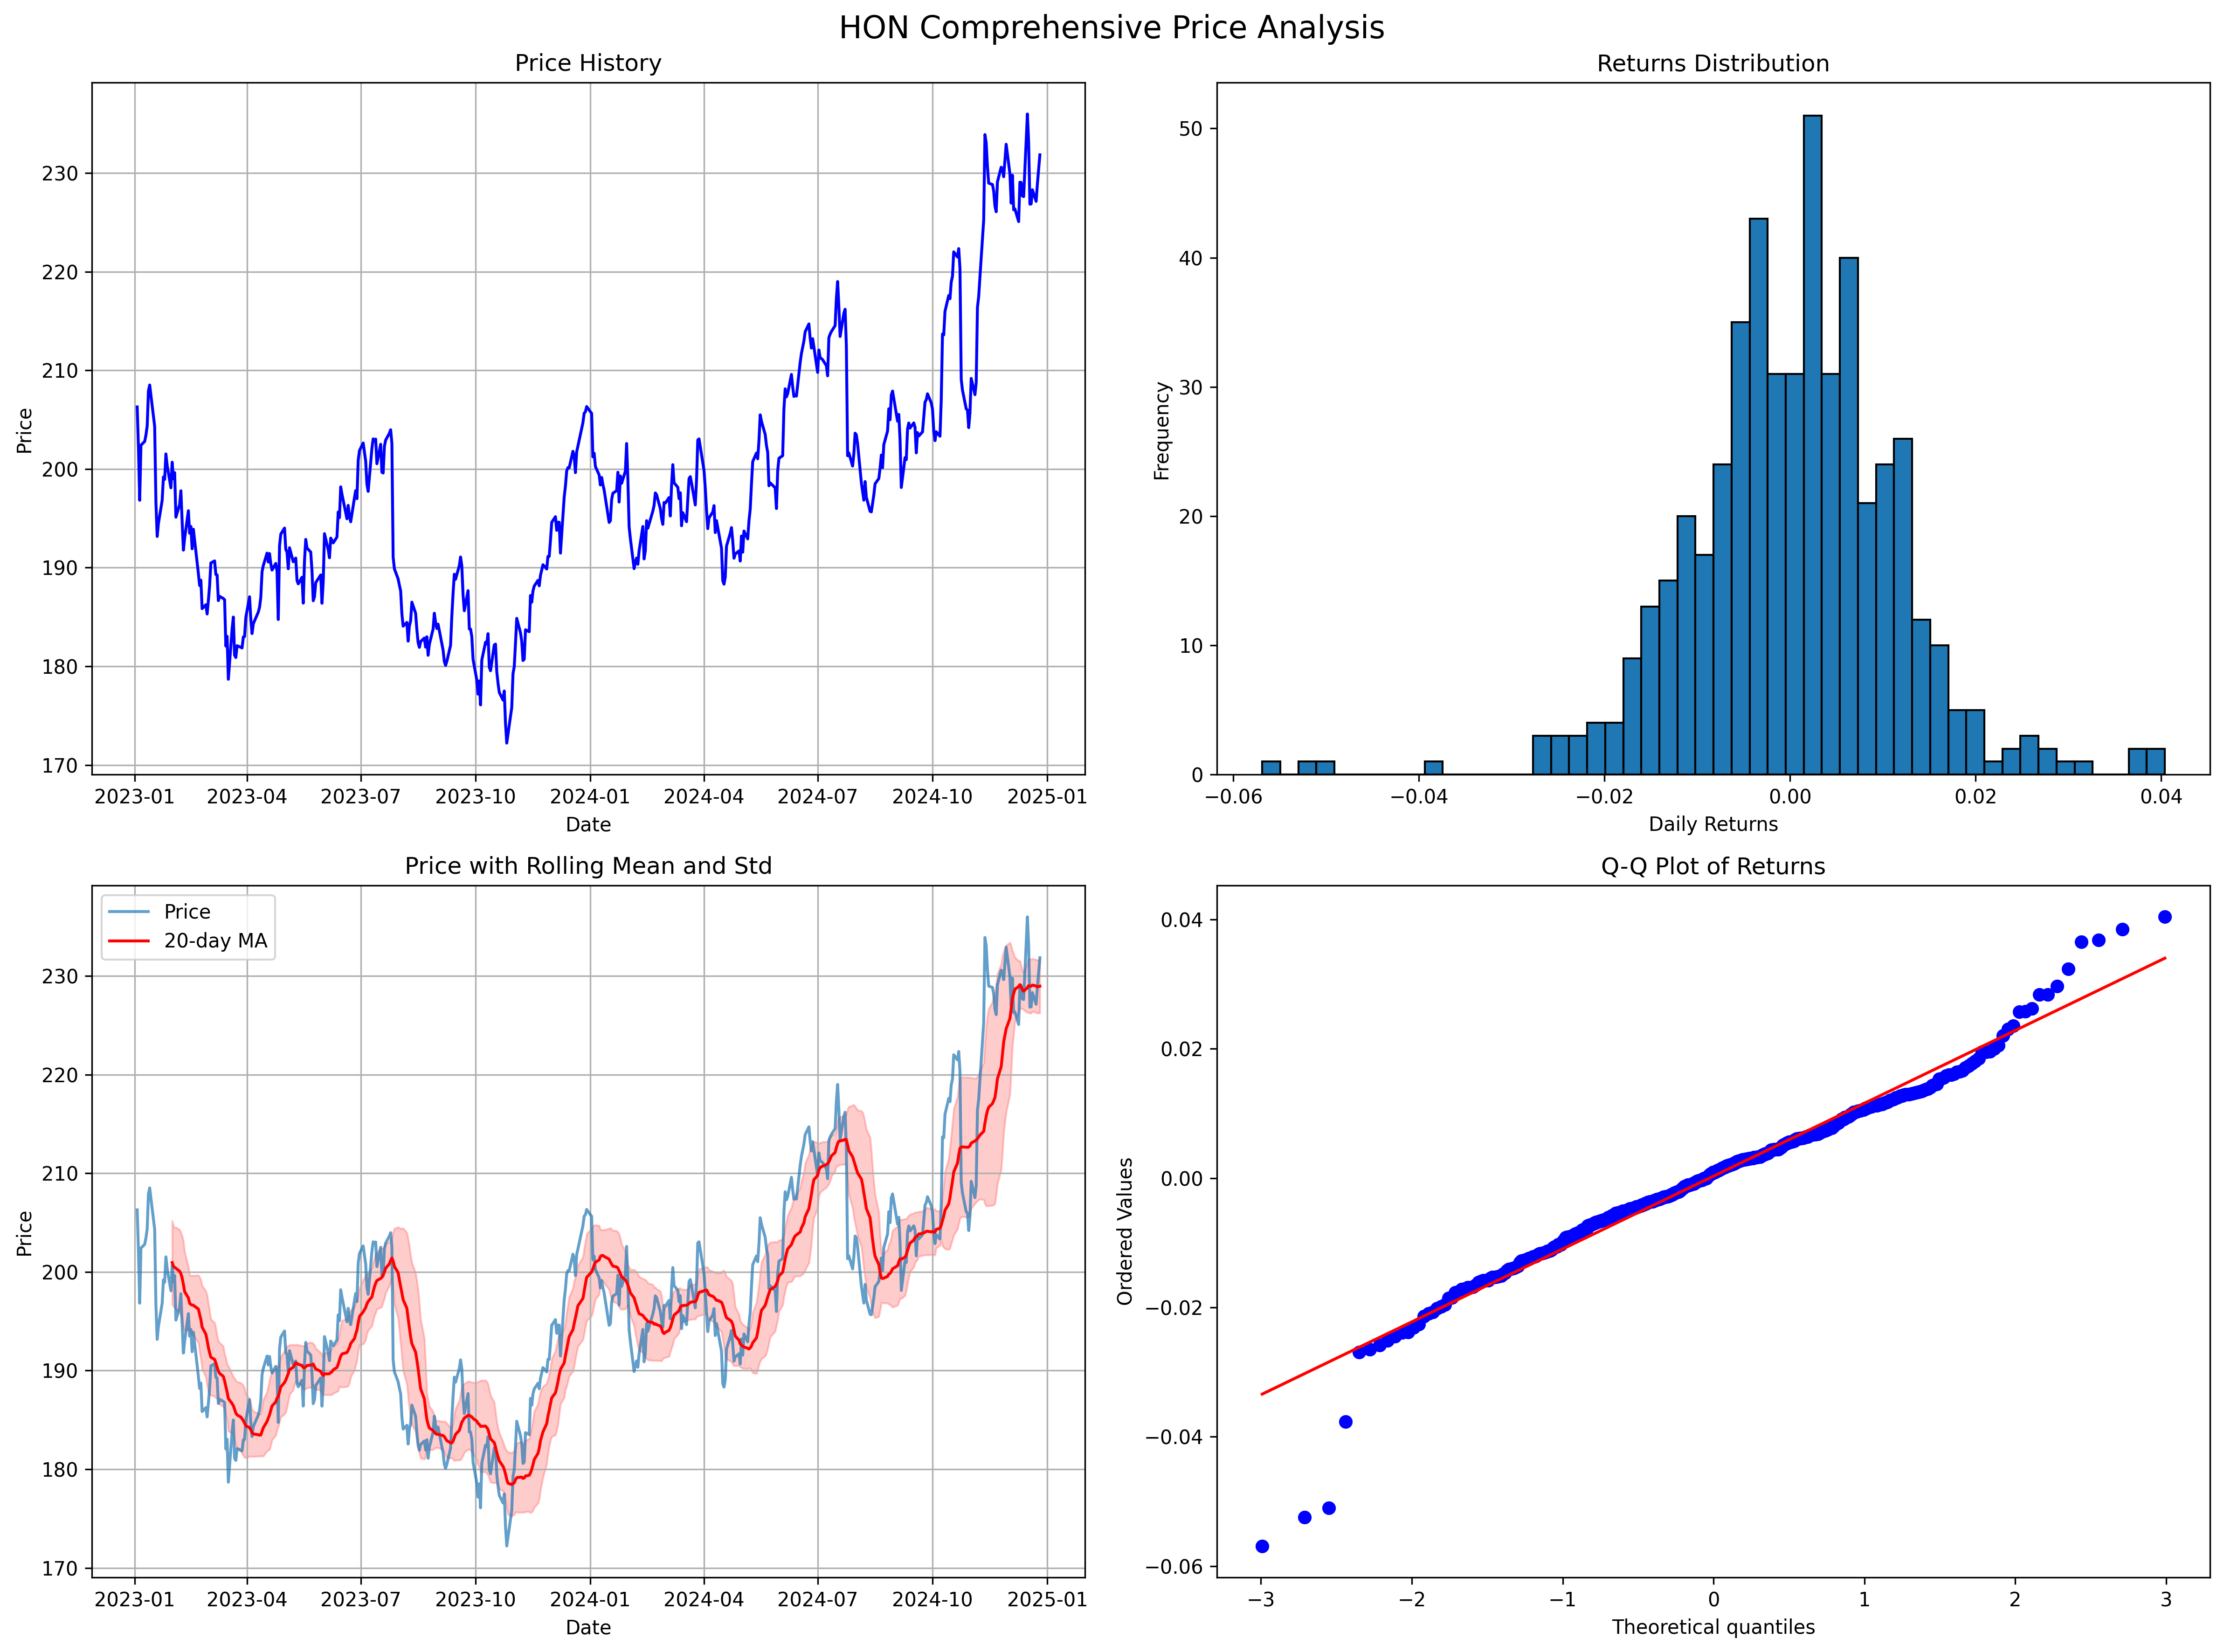 HON Comprehensive Price Analysis
Price History
Price
230
220
210
200
190
180
170
2023-01 2023-04 2023-07 2023-10 2024-01 2024-04 2024-07 2024-10 2025-01
Date
Returns Distribution
Frequency
50
40
30
20
10
0
−0.06 −0.04 −0.02 0.00 0.02 0.04
Daily Returns
Price with Rolling Mean and Std
Price
20-day MA
Price
230
220
210
200
190
180
170
2023-01 2023-04 2023-07 2023-10 2024-01 2024-04 2024-07 2024-10 2025-01
Date
Q-Q Plot of Returns
Ordered Values
0.04
0.02
0.00
−0.02
−0.04
−0.06
−3 −2 −1 0 1 2 3
Theoretical quantiles